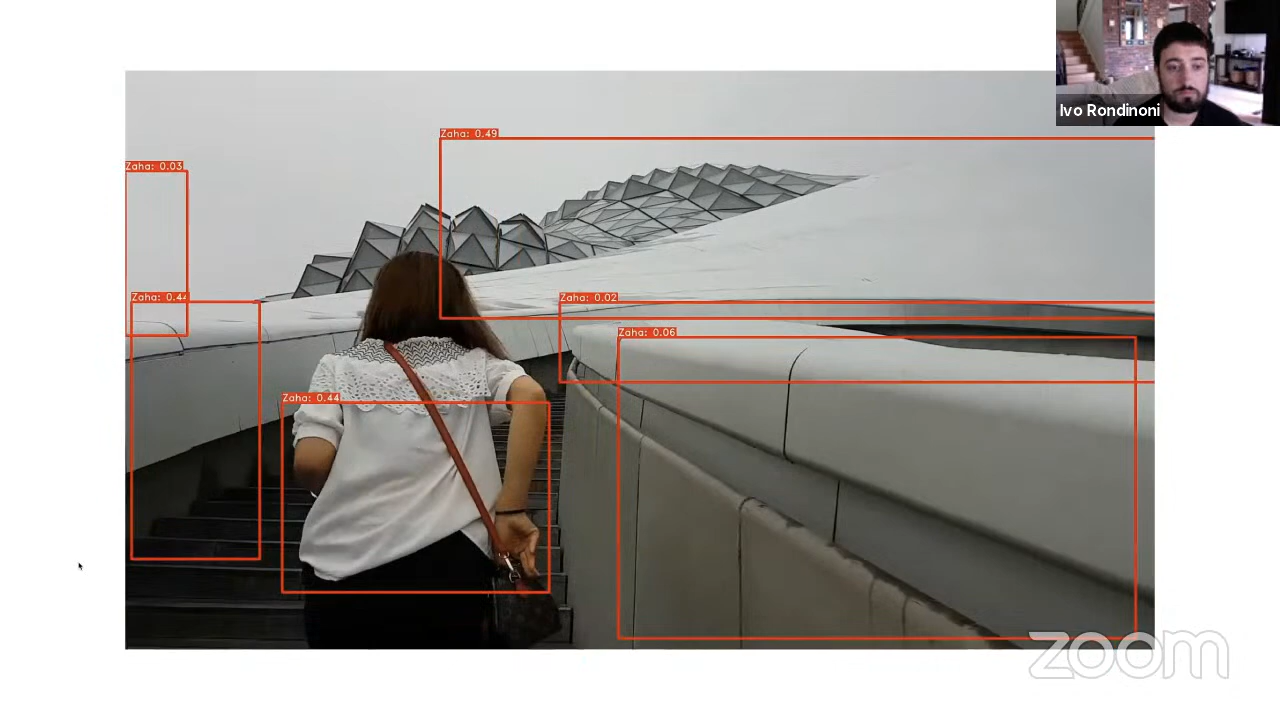 Ivo Rondinoni
Zaha: 0.49
Zaha: 0.03
Zaha: 0.44
Zaha: 0.02
Zaha: 0.06
Zaha: 0.44
zoom